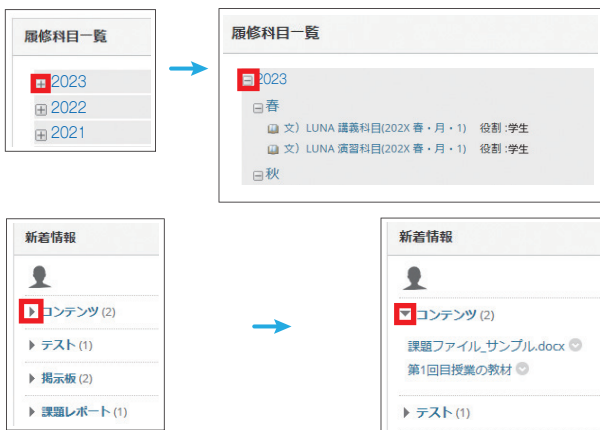 履修科目一覧
2023
2022
2021
履修科目一覧
2023
春
文）LUNA 講義科目(202X 春・月・1) 役割 :学生
文）LUNA 演習科目(202X 春・月・1) 役割 :学生
秋
新着情報
コンテンツ (2)
テスト (1)
掲示板 (2)
課題レポート (1)
新着情報
コンテンツ (2)
課題ファイル_サンプル.docx
第1回目授業の教材
テスト (1)